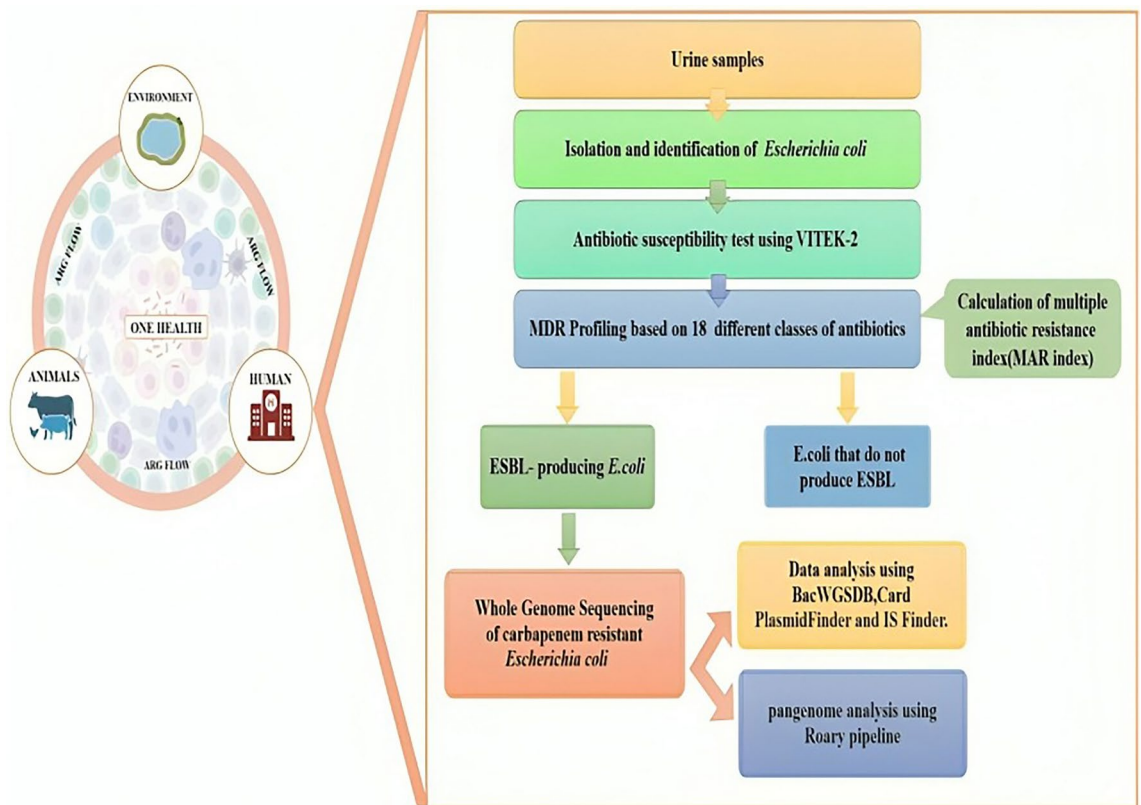 ENVIRONMENT
ARG FLOW
ARG FLOW
ONE HEALTH
ANIMALS
HUMAN
H
ARG FLOW
Urine samples
Isolation and identification of Escherichia coli
Antibiotic susceptibility test using VITEK-2
MDR Profiling based on 18 different classes of antibiotics
Calculation of multiple
antibiotic resistance
index(MAR index)
ESBL- producing E.coli
E.coli that do not
produce ESBL
Whole Genome Sequencing
of carbapenem resistant
Escherichia coli
Data analysis using
BacWGSDB,Card
PlasmidFinder and IS Finder.
pangenome analysis using
Roary pipeline